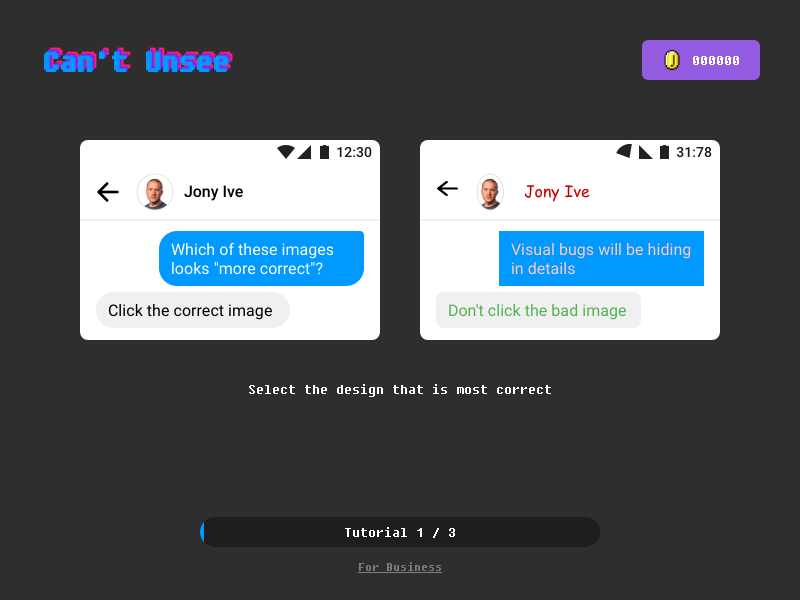 Can't Unsee
000000
12:30
Jony Ive
Which of these images
looks "more correct"?
Click the correct image
31:78
Jony Ive
Visual bugs will be hiding
in details
Don't click the bad image
Select the design that is most correct
Tutorial 1 / 3
For Business